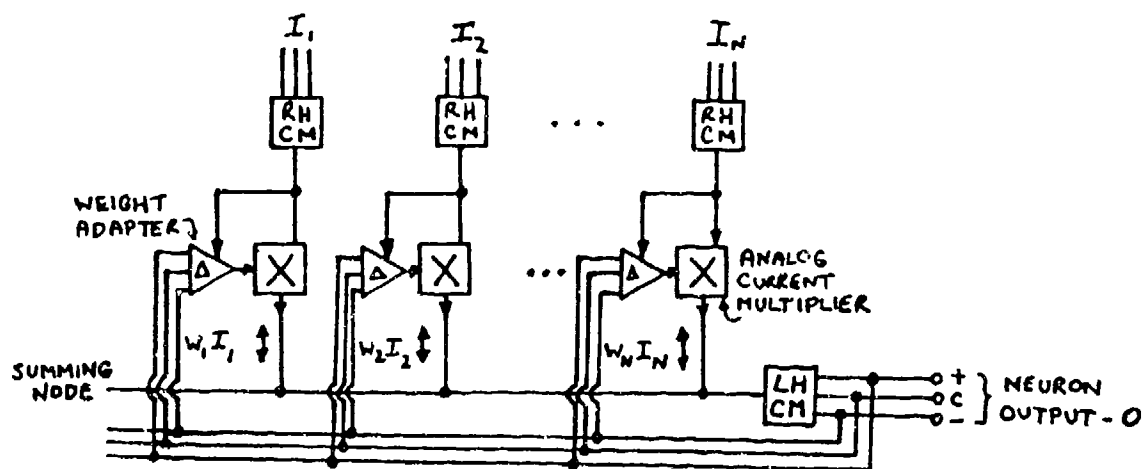 I1 I2 IN
RH
CM
RH
CM
. . .
RH
CM
WEIGHT
ADAPTER
Δ X
Δ X
...
Δ X
ANALOG
CURRENT
MULTIPLIER
W1I1 W2I2 WNIN
SUMMING
NODE
LH
CM
+
C
-
NEURON
OUTPUT - O